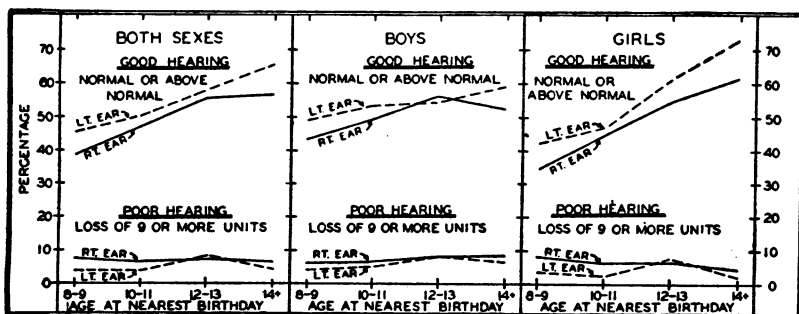 BOTH SEXES
GOOD HEARING
NORMAL OR ABOVE
NORMAL
LT. EAR
RT. EAR
POOR HEARING
LOSS OF 9 OR MORE UNITS
RT. EAR
LT. EAR
BOYS
GOOD HEARING
NORMAL OR ABOVE NORMAL
LT. EAR
RT. EAR
POOR HEARING
LOSS OF 9 OR MORE UNITS
RT. EAR
LT. EAR
GIRLS
GOOD HEARING
NORMAL OR
ABOVE NORMAL
LT. EAR
RT. EAR
POOR HEARING
LOSS OF 9 OR MORE UNITS
RT. EAR
LT. EAR
PERCENTAGE
70
60
50
40
30
20
10
0
70
60
50
40
30
20
10
0
8-9 10-11 12-13 14+
AGE AT NEAREST BIRTHDAY
8-9 10-11 12-13 14+
AGE AT NEAREST BIRTHDAY
8-9 10-11 12-13 14+
AGE AT NEAREST BIRTHDAY